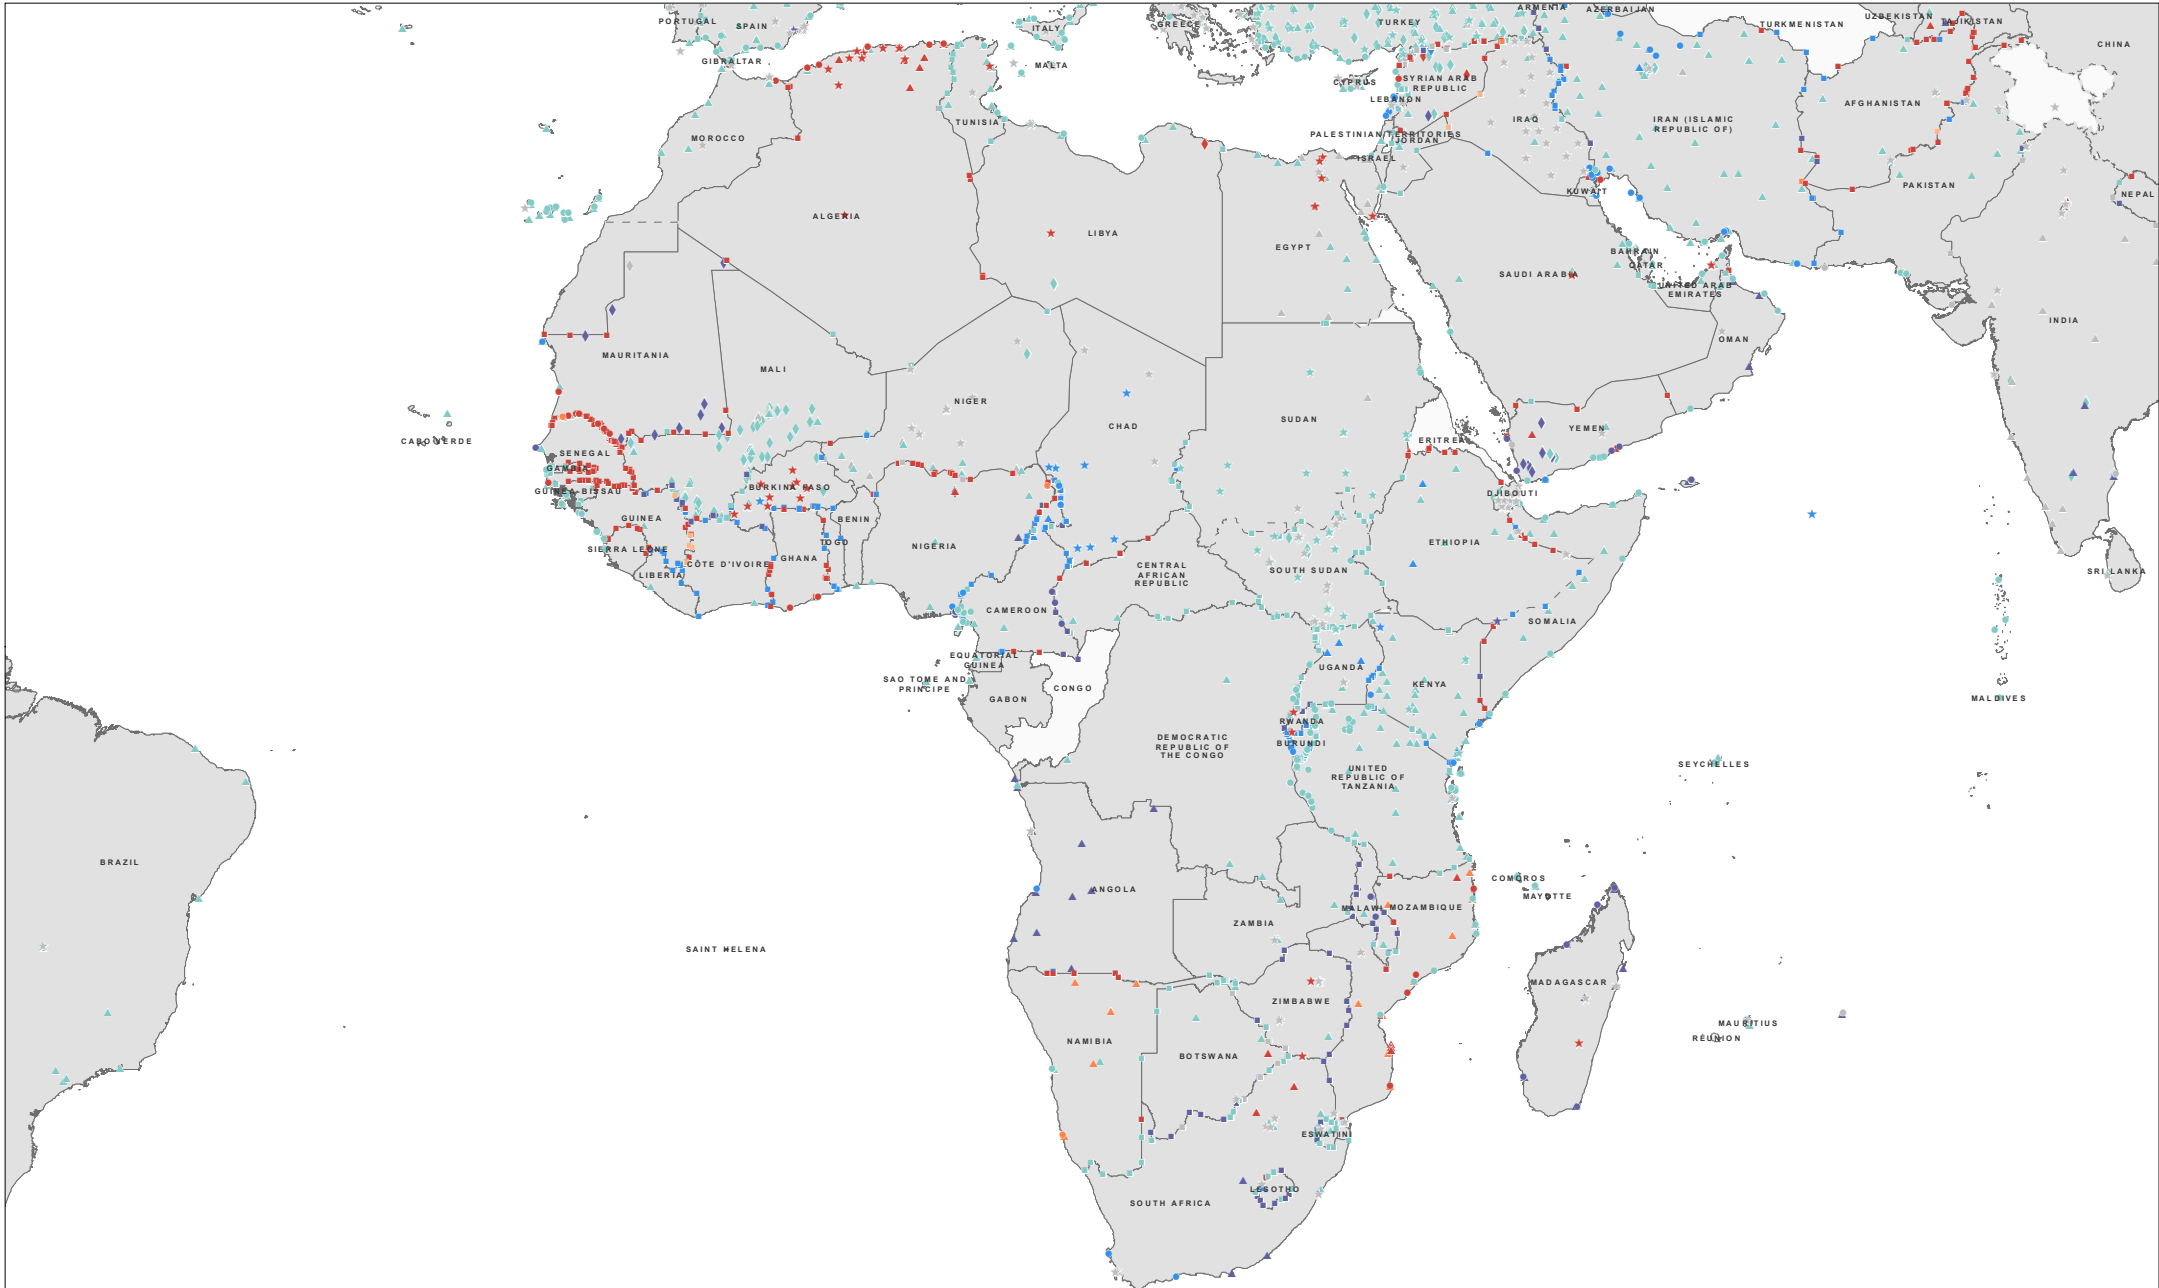 PORTUGAL
SPAIN
GIBRALTAR
ITALY
MALTA
GREECE
TURKEY
ARMENIA
AZERBAIJAN
TURKMENISTAN
UZBEKISTAN
TAJIKISTAN
CHINA
CYPRUS
SYRIAN ARAB
REPUBLIC
LEBANON
PALESTINIAN TERRITORIES
JORDAN
ISRAEL
IRAQ
IRAN (ISLAMIC
REPUBLIC OF)
AFGHANISTAN
PAKISTAN
NEPAL
KUWAIT
MOROCCO
TUNISIA
ALGERIA
LIBYA
EGYPT
SAUDI ARABIA
BAHRAIN
QATAR
UNITED ARAB
EMIRATES
OMAN
INDIA
MAURITANIA
MALI
NIGER
CHAD
SUDAN
ERITREA
YEMEN
CABO VERDE
SENEGAL
GAMBIA
GUINEA-BISSAU
GUINEA
SIERRA LEONE
LIBERIA
CÔTE D'IVOIRE
BURKINA FASO
GHANA
TOGO
BENIN
NIGERIA
CAMEROON
CENTRAL
AFRICAN
REPUBLIC
SOUTH SUDAN
ETHIOPIA
DJIBOUTI
SOMALIA
SRI LANKA
MALDIVES
EQUATORIAL
GUINEA
SAO TOME AND
PRINCIPE
GABON
CONGO
UGANDA
KENYA
RWANDA
BURUNDI
DEMOCRATIC
REPUBLIC OF
THE CONGO
UNITED
REPUBLIC OF
TANZANIA
SEYCHELLES
BRAZIL
ANGOLA
ZAMBIA
MALAWI
MOZAMBIQUE
COMOROS
MAYOTTE
SAINT HELENA
MADAGASCAR
MAURITIUS
RÉUNION
ZIMBABWE
NAMIBIA
BOTSWANA
ESWATINI
LESOTHO
SOUTH AFRICA